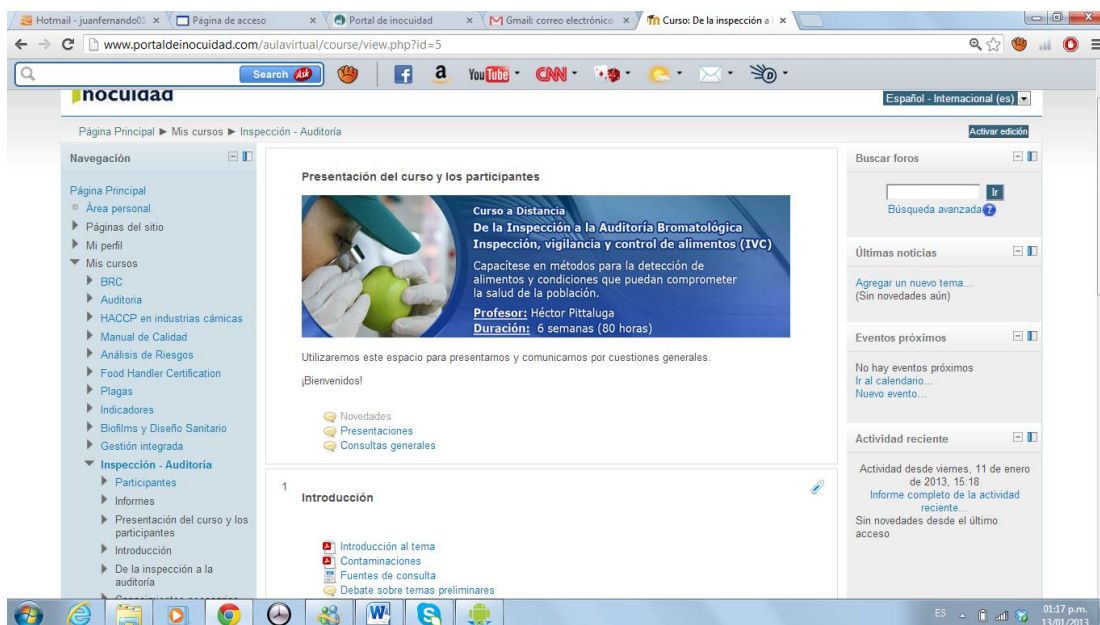 Hotmail - juanfernando01
Página de acceso
Portal de inocuidad
Gmail: correo electrónico
Curso: De la inspección a l
www.portaldeinocuidad.com/aulavirtual/course/view.php?id=5
Search Ask
f
a
YouTube
CNN
inocuidad
Español - Internacional (es)
Página Principal ► Mis cursos ► Inspección - Auditoría
Activar edición
Navegación
Página Principal
Área personal
Páginas del sitio
Mi perfil
Mis cursos
BRC
Auditoria
HACCP en industrias cárnicas
Manual de Calidad
Análisis de Riesgos
Food Handler Certification
Plagas
Indicadores
Biofilms y Diseño Sanitario
Gestión integrada
Inspección - Auditoría
Participantes
Informes
Presentación del curso y los
participantes
Introducción
De la inspección a la
auditoría
Presentación del curso y los participantes
Curso a Distancia
De la Inspección a la Auditoría Bromatológica
Inspección, vigilancia y control de alimentos (IVC)
Capacítese en métodos para la detección de
alimentos y condiciones que puedan comprometer
la salud de la población.
Profesor: Héctor Pittaluga
Duración: 6 semanas (80 horas)
Utilizaremos este espacio para presentarnos y comunicarnos por cuestiones generales.
¡Bienvenidos!
Novedades
Presentaciones
Consultas generales
1
Introducción
Introducción al tema
Contaminaciones
Fuentes de consulta
Debate sobre temas preliminares
Buscar foros
Ir
Búsqueda avanzada
Últimas noticias
Agregar un nuevo tema...
(Sin novedades aún)
Eventos próximos
No hay eventos próximos
Ir al calendario...
Nuevo evento...
Actividad reciente
Actividad desde viernes, 11 de enero
de 2013, 15:18
Informe completo de la actividad
reciente...
Sin novedades desde el último
acceso
ES
01:17 p.m.
13/01/2013